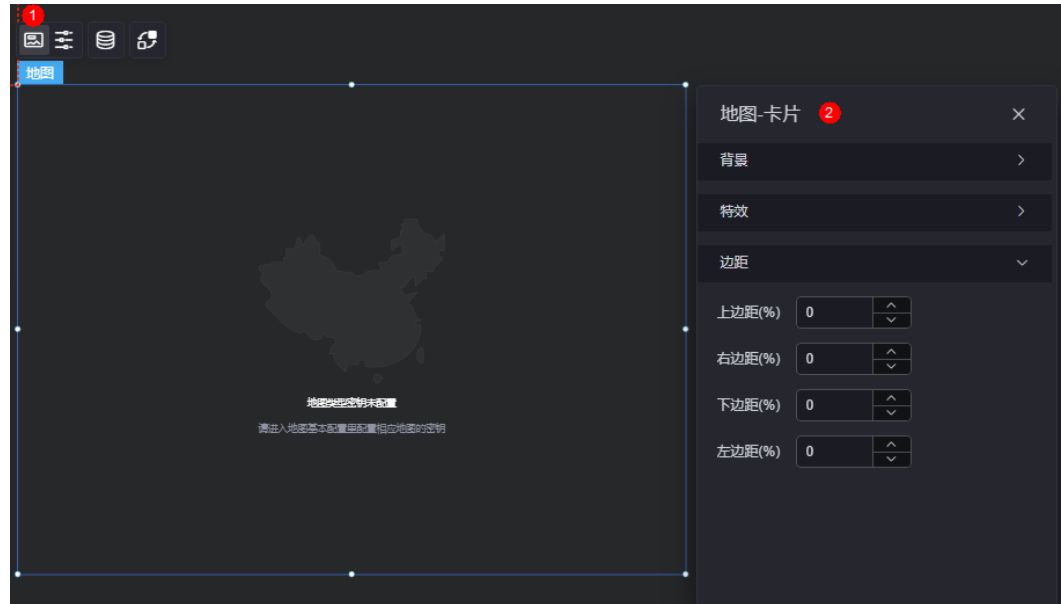 1
地图
地图-卡片 2
背景
特效
边距
上边距(%) 0
右边距(%) 0
下边距(%) 0
左边距(%) 0
地图类型密钥未配置
请进入地图基本配置里配置相应地图的密钥